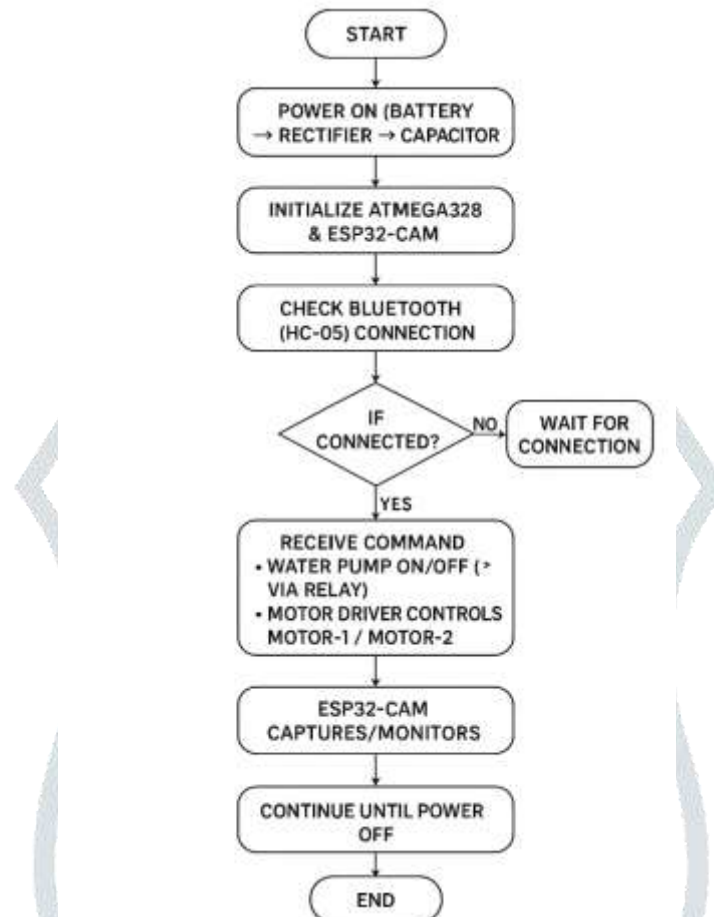 START
POWER ON (BATTERY
→ RECTIFIER → CAPACITOR
INITIALIZE ATMEGA328
& ESP32-CAM
CHECK BLUETOOTH
(HC-05) CONNECTION
IF
CONNECTED?
NO
WAIT FOR
CONNECTION
YES
RECEIVE COMMAND
• WATER PUMP ON/OFF (>
VIA RELAY)
• MOTOR DRIVER CONTROLS
MOTOR-1 / MOTOR-2
ESP32-CAM
CAPTURES/MONITORS
CONTINUE UNTIL POWER
OFF
END